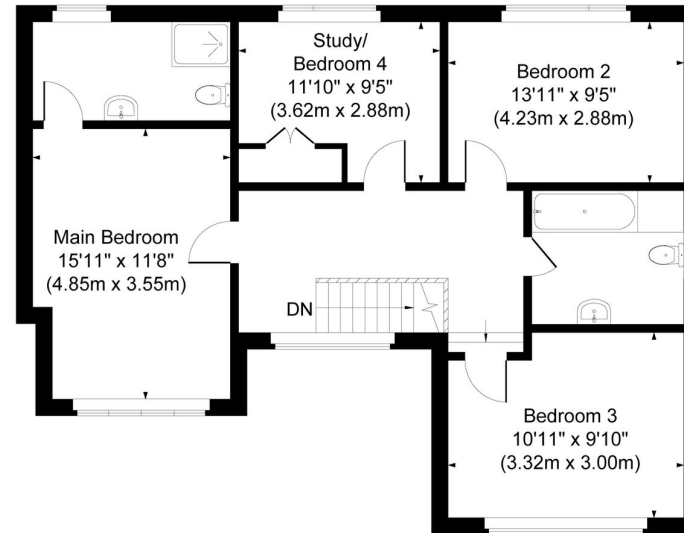 Study/
Bedroom 4
11'10" x 9'5"
(3.62m x 2.88m)
Bedroom 2
13'11" x 9'5"
(4.23m x 2.88m)
Main Bedroom
15'11" x 11'8"
(4.85m x 3.55m)
DN
Bedroom 3
10'11" x 9'10"
(3.32m x 3.00m)